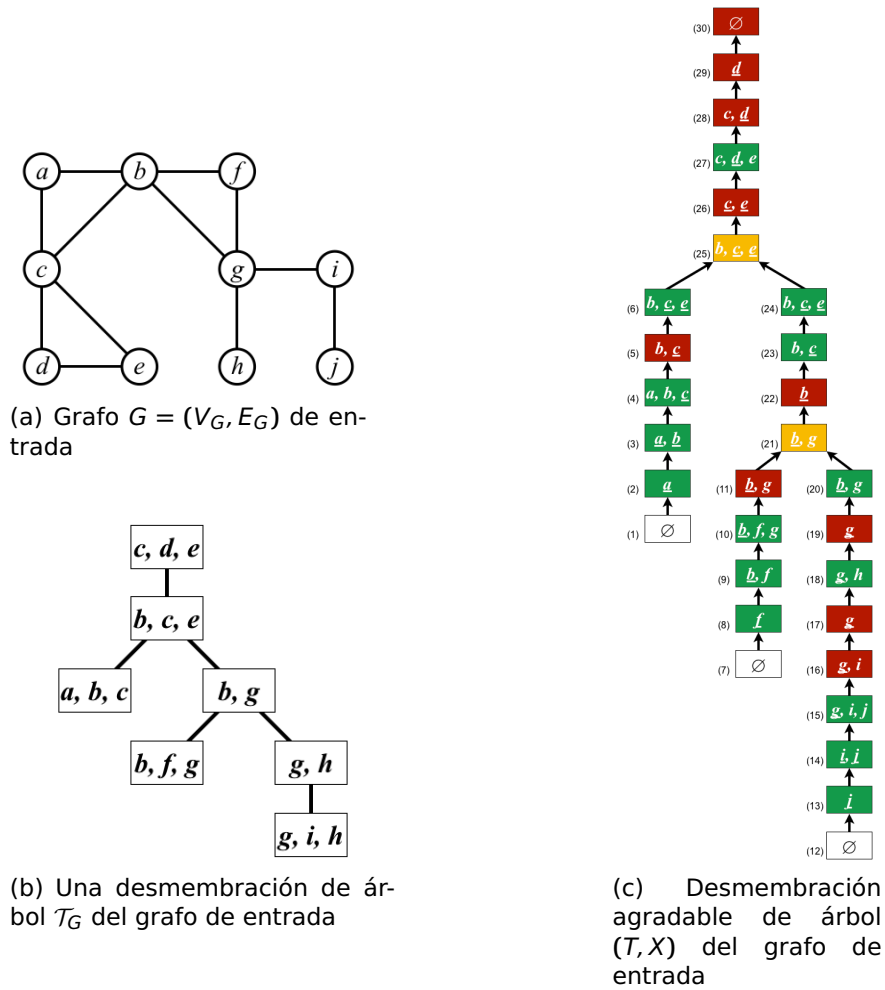 a b f
c g i
d e h j
(a) Grafo G = (V_G, E_G) de en-
trada
c, d, e
b, c, e
a, b, c b, g
b, f, g g, h
g, i, h
(b) Una desmembración de ár-
bol T_G del grafo de entrada
(30) ∅
(29) d
(28) c, d
(27) c, d, e
(26) c, e
(25) b, c, e
(6) b, c, e (24) b, c, e
(5) b, c (23) b, c
(4) a, b, c (22) b
(3) a, b (21) b, g
(2) a (11) b, g (20) b, g
(1) ∅ (10) b, f, g (19) g
(9) b, f (18) g, h
(8) f (17) g
(7) ∅ (16) g, i
(15) g, i, j
(14) i, j
(13) j
(12) ∅
(c) Desmembración
agradable de árbol
(T, X) del grafo de
entrada